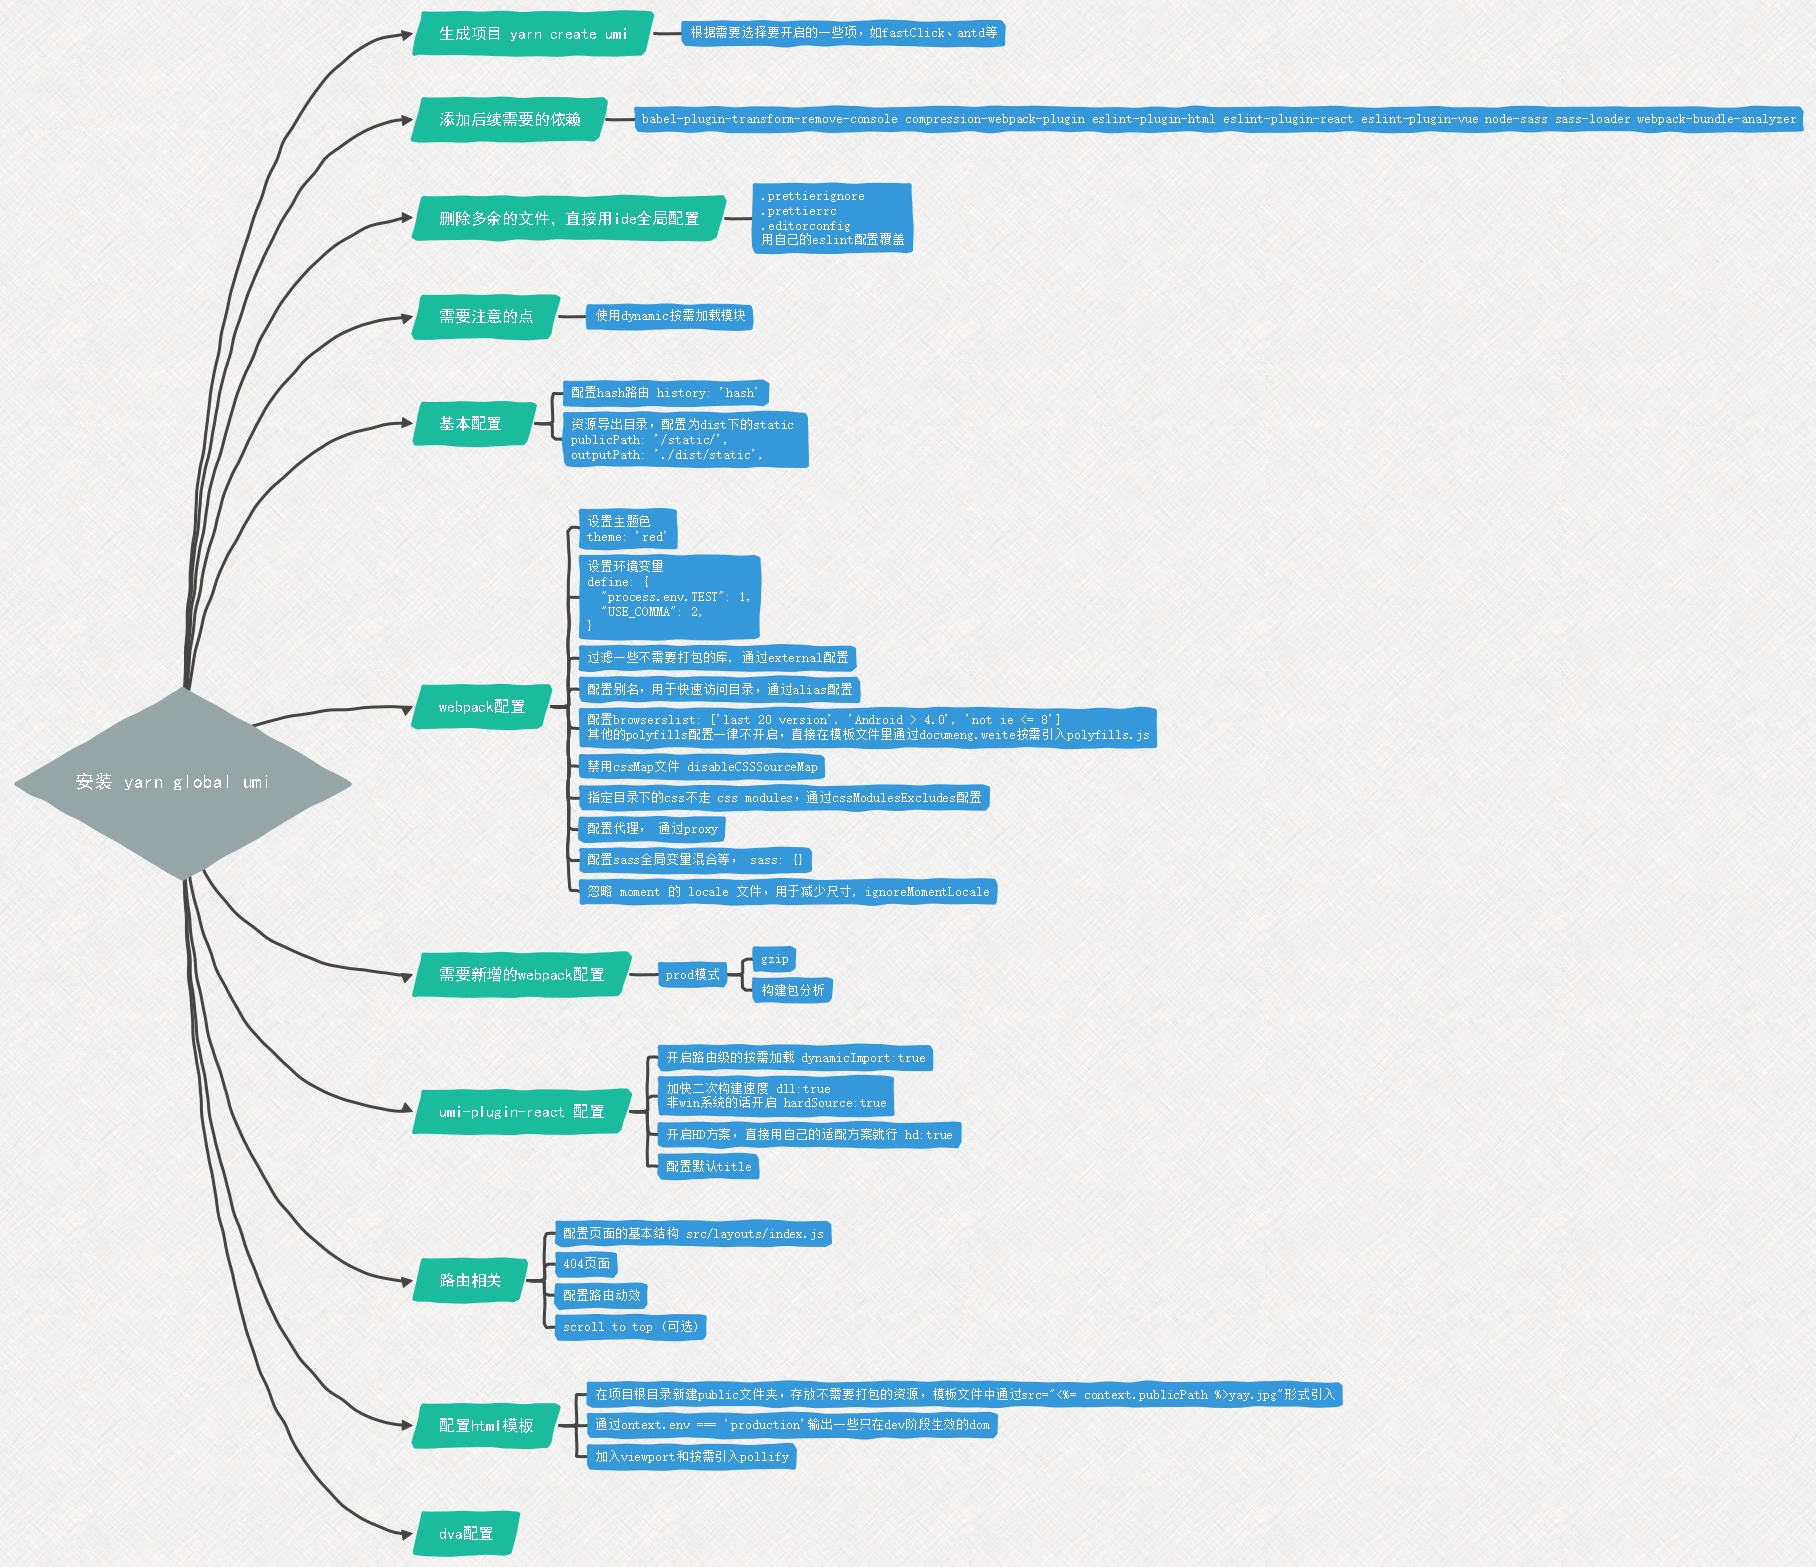 生成项目 yarn create umi
根据需要选择要开启的一些项，如fastClick、antd等
添加后续需要的依赖
babel-plugin-transform-remove-console compression-webpack-plugin eslint-plugin-html eslint-plugin-react eslint-plugin-vue node-sass sass-loader webpack-bundle-analyzer
删除多余的文件，直接用ide全局配置
.prettierignore
.prettierrc
.editorconfig
用自己的eslint配置覆盖
需要注意的点
使用dynamic按需加载模块
基本配置
配置hash路由 history: 'hash'
资源导出目录，配置为dist下的static
publicPath: '/static/',
outputPath: './dist/static',
安装 yarn global umi
webpack配置
设置主题色
theme: 'red'
设置环境变量
define: {
"process.env.TEST": 1,
"USE_COMMA": 2,
}
过滤一些不需要打包的库, 通过external配置
配置别名，用于快速访问目录，通过alias配置
配置browserslist: ['last 20 version', 'Android > 4.0', 'not ie <= 8']
其他的polyfills配置一律不开启，直接在模板文件里通过documeng.weite按需引入polyfills.js
禁用cssMap文件 disableCSSSourceMap
指定目录下的css不走 css modules，通过cssModulesExcludes配置
配置代理， 通过proxy
配置sass全局变量混合等， sass: {}
忽略 moment 的 locale 文件，用于减少尺寸, ignoreMomentLocale
需要新增的webpack配置
prod模式
gzip
构建包分析
umi-plugin-react 配置
开启路由级的按需加载 dynamicImport:true
加快二次构建速度 dll:true
非win系统的话开启 hardSource:true
开启HD方案，直接用自己的适配方案就行 hd:true
配置默认title
路由相关
配置页面的基本结构 src/layouts/index.js
404页面
配置路由动效
scroll to top (可选)
配置html模板
在项目根目录新建public文件夹，存放不需要打包的资源，模板文件中通过src="<%= context.publicPath %>yay.jpg"形式引入
通过ontext.env === 'production'输出一些只在dev阶段生效的dom
加入viewport和按需引入pollify
dva配置